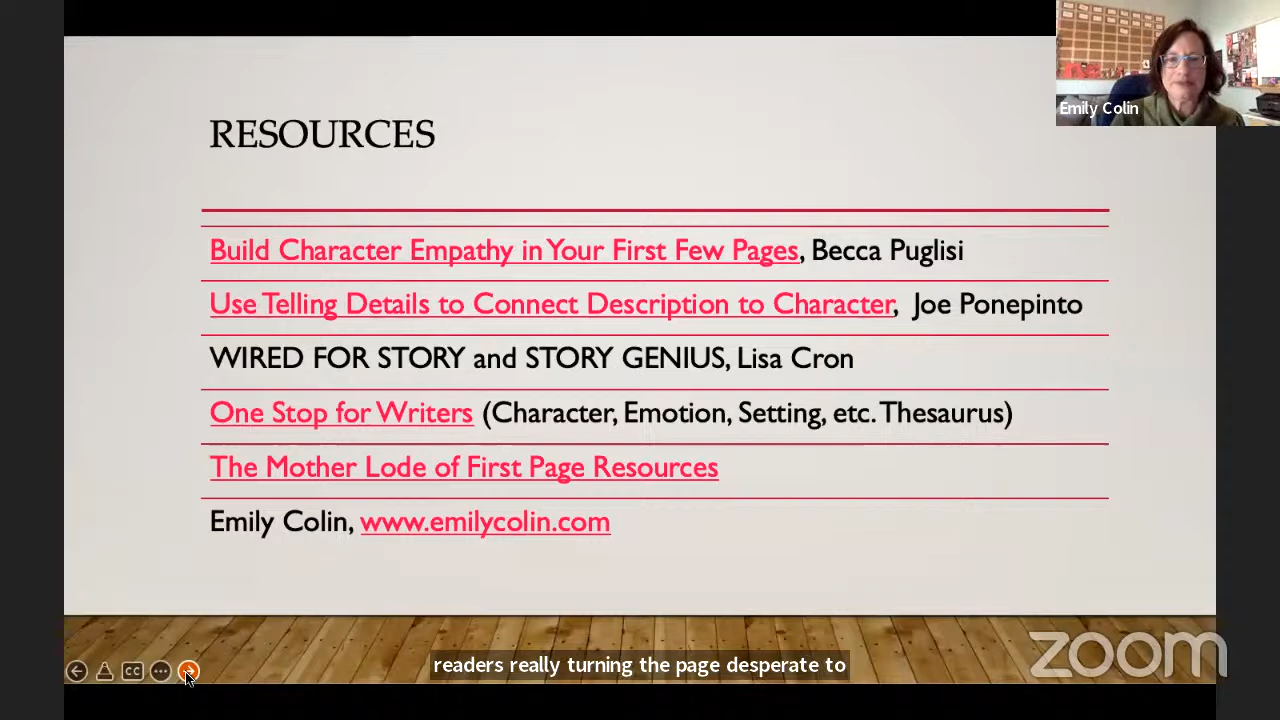 Emily Colin
RESOURCES
Build Character Empathy in Your First Few Pages, Becca Puglisi
Use Telling Details to Connect Description to Character, Joe Ponepinto
WIRED FOR STORY and STORY GENIUS, Lisa Cron
One Stop for Writers (Character, Emotion, Setting, etc. Thesaurus)
The Mother Lode of First Page Resources
Emily Colin, www.emilycolin.com
CC
readers really turning the page desperate to
zoom